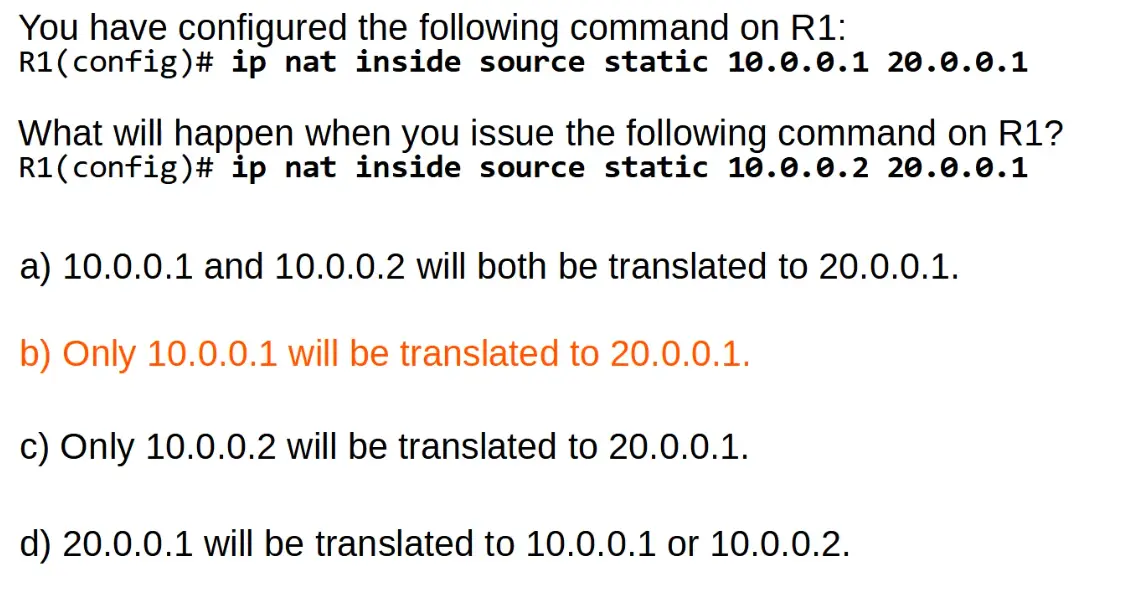 You have configured the following command on R1:
R1(config)# ip nat inside source static 10.0.0.1 20.0.0.1
What will happen when you issue the following command on R1?
R1(config)# ip nat inside source static 10.0.0.2 20.0.0.1
a) 10.0.0.1 and 10.0.0.2 will both be translated to 20.0.0.1.
b) Only 10.0.0.1 will be translated to 20.0.0.1.
c) Only 10.0.0.2 will be translated to 20.0.0.1.
d) 20.0.0.1 will be translated to 10.0.0.1 or 10.0.0.2.